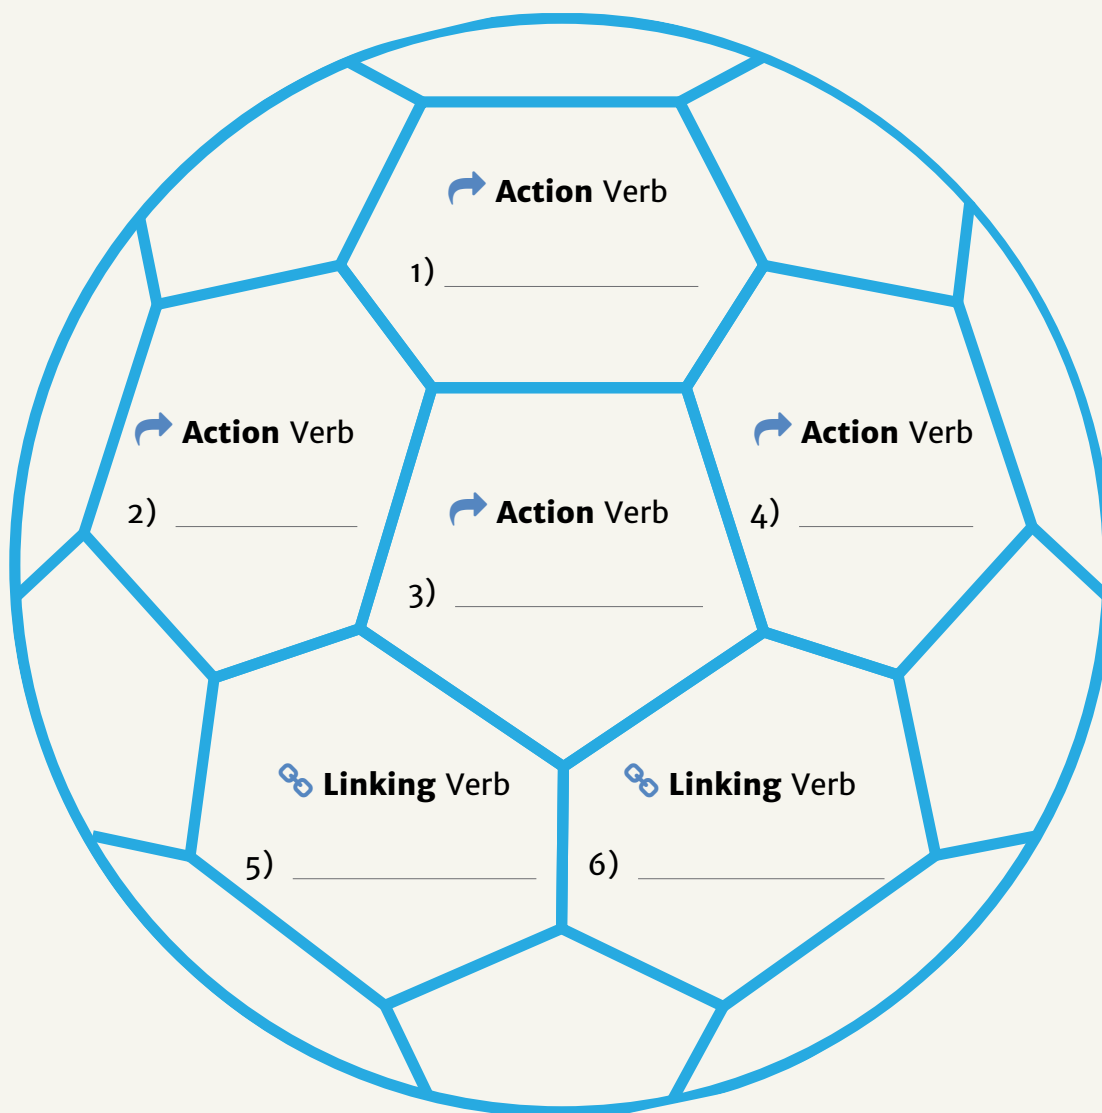 Action Verb
1)
Action Verb
2)
Action Verb
3)
Action Verb
4)
Linking Verb
5)
Linking Verb
6)